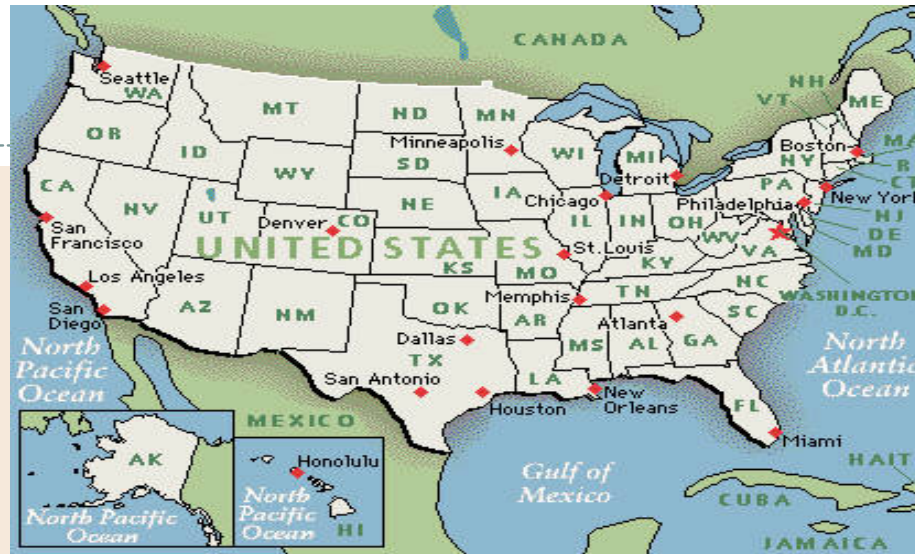 CANADA
NH
VT
ME
Seattle
WA
MT
ND
MN
OR
ID
Minneapolis
WI
MI
Boston
MA
NY
R
SD
WY
Detroit
CT
CA
IA
PA
NV
UT
NE
Chicago
Philadelphia
New York
IL
IN
OH
NJ
Denver
CO
WV
DE
San
Francisco
UNITED STATES
VA
MD
St. Louis
KS
MO
KY
Los Angeles
NC
WASHINGTON
D.C.
TN
OK
Memphis
AZ
NM
AR
SC
San
Diego
Atlanta
Dallas
MS
AL
GA
North
Pacific
Ocean
North
Atlantic
Ocean
TX
San Antonio
LA
New
Orleans
Houston
FL
MEXICO
Miami
AK
Honolulu
Gulf of
Mexico
HAIT
North
Pacific
Ocean
CUBA
North Pacific
Ocean
HI
JAMAICA